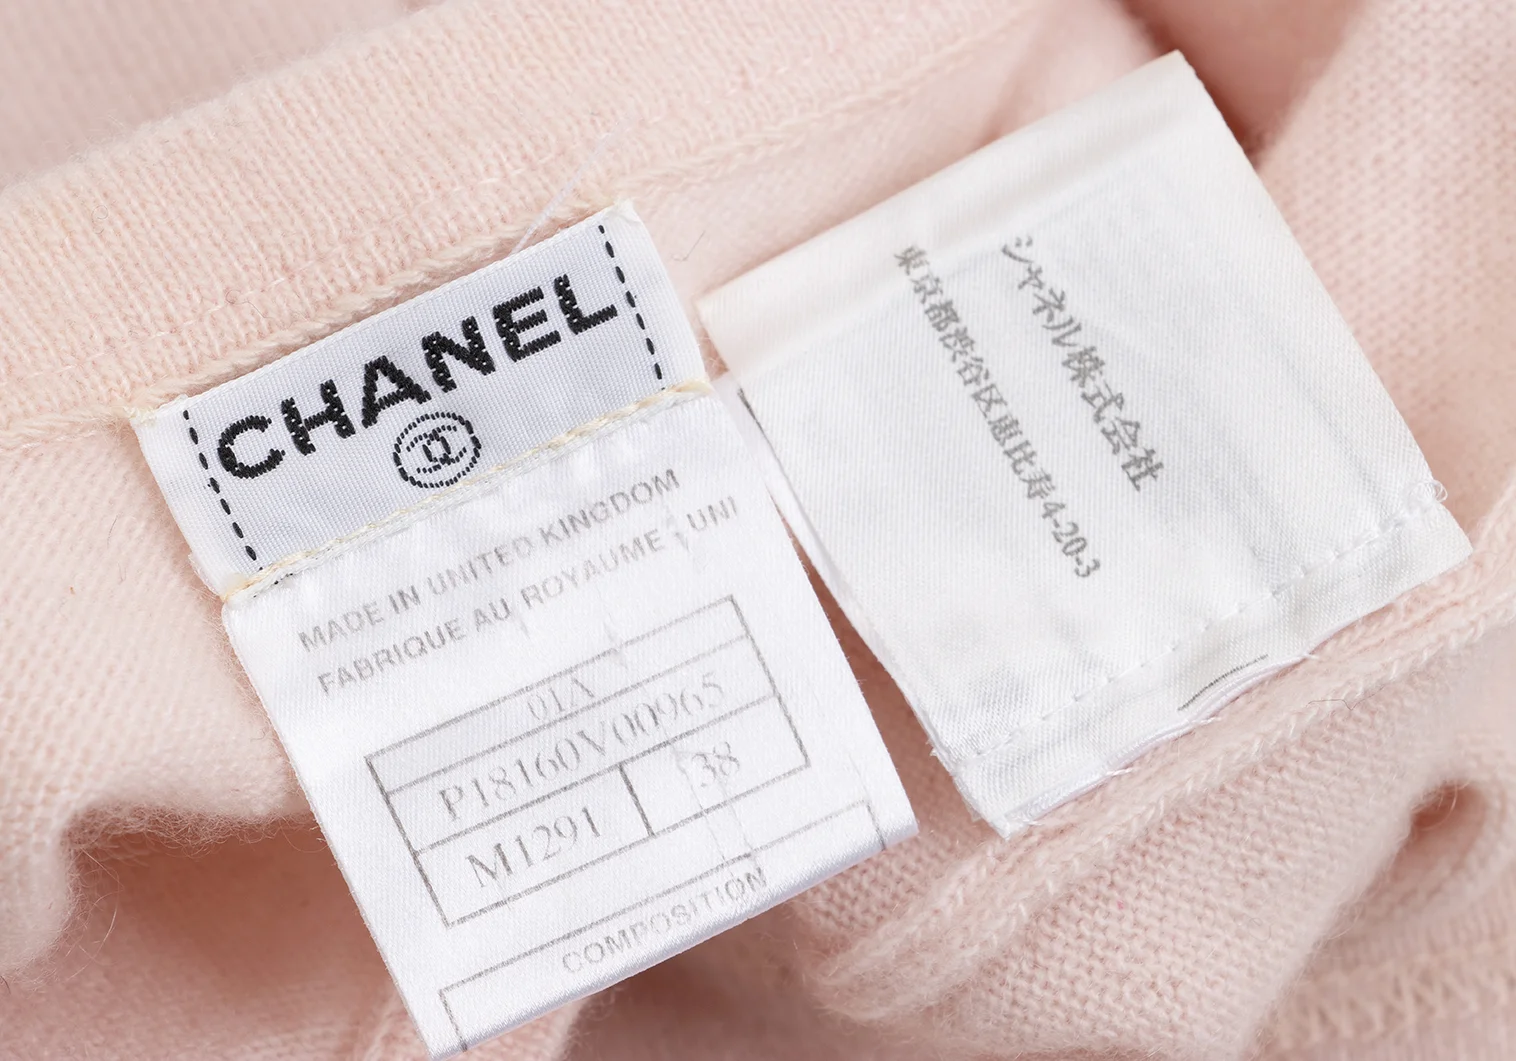 CHANEL
MADE IN UNITED KINGDOM
FABRIQUE AU ROYAUME UNI
01A
P18160V00965
M1291 38
COMPOSITION
シャネル株式会社
東京都渋谷区恵比寿4-20-3